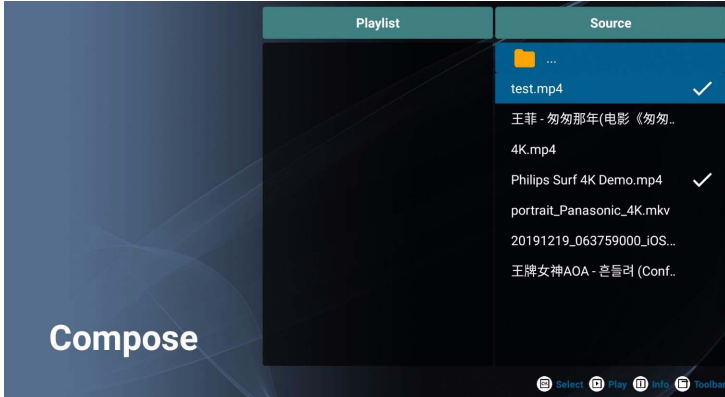 Playlist
Source
...
test.mp4
王菲 - 匆匆那年(电影《匆匆..
4K.mp4
Philips Surf 4K Demo.mp4
portrait_Panasonic_4K.mkv
20191219_063759000_iOS...
王牌女神AOA - 흔들려 (Conf..
Compose
Select Play Info Toolbar